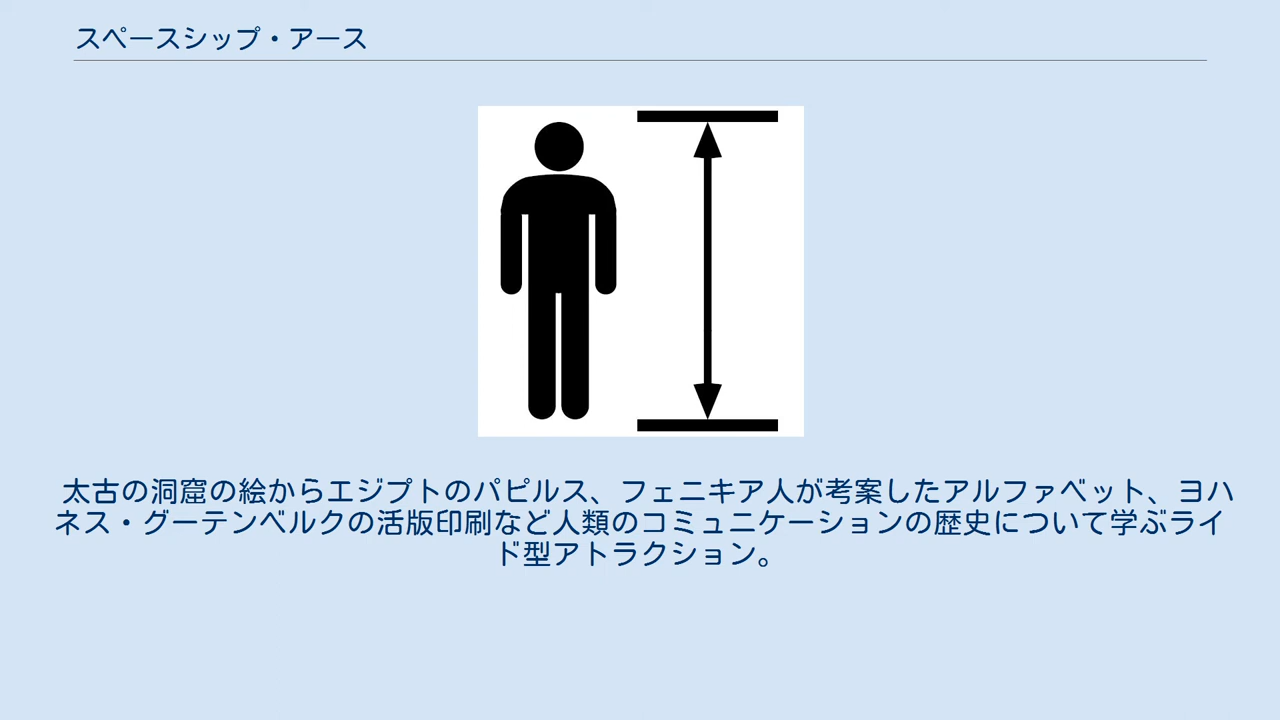 スペースシップ・アース
太古の洞窟の絵からエジプトのパピルス、フェニキア人が考案したアルファベット、ヨハ
ネス・グーテンベルクの活版印刷など人類のコミュニケーションの歴史について学ぶライ
ド型アトラクション。